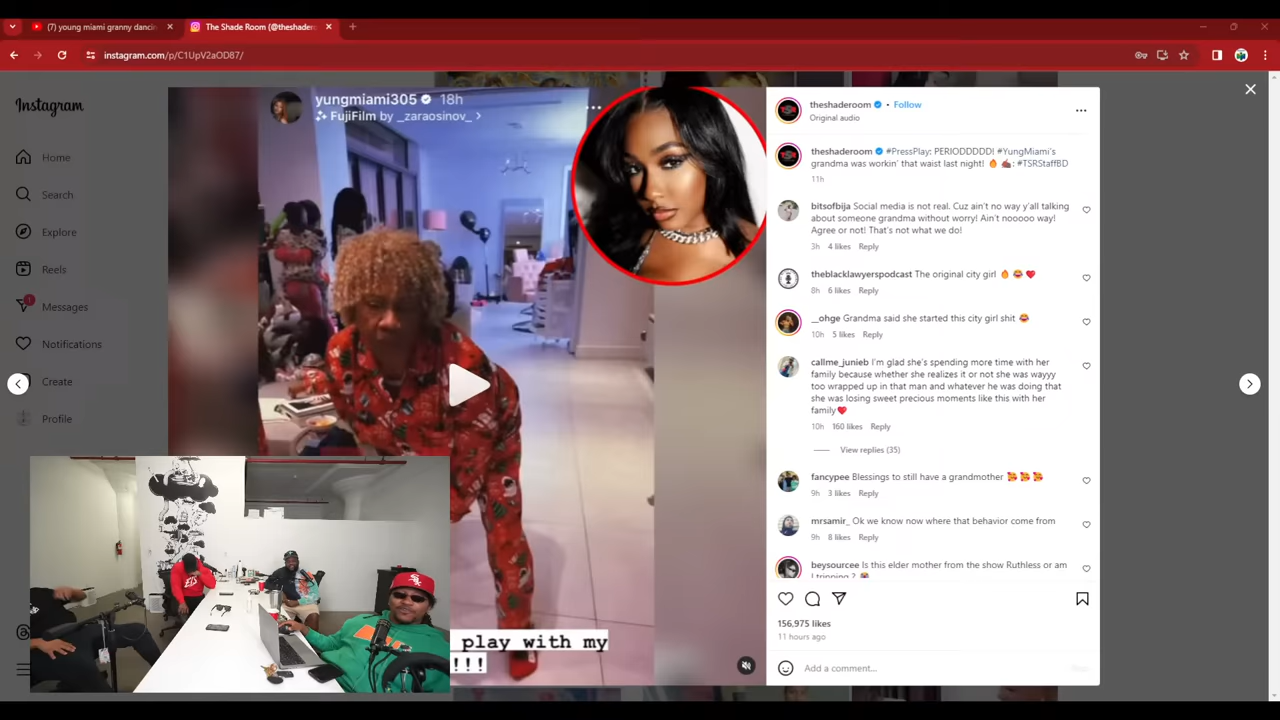 (7) young miami granny dancin
The Shade Room (@theshader
instagram.com/p/C1UpV2aOD87/
Instagram
Home
Search
Explore
Reels
Messages
Notifications
Create
Profile
yungmiami305 18h
FujiFilm by _zaraosinov_ >
play with my
!!!
theshaderoom • Follow
Original audio
theshaderoom #PressPlay: PERIODDDDD! #YungMiami's
grandma was workin' that waist last night! 🔥 ✍🏾: #TSRStaffBD
11h
bitsofbija Social media is not real. Cuz ain't no way y'all talking
about someone grandma without worry! Ain't nooooo way!
Agree or not! That's not what we do!
3h 4 likes Reply
theblacklawyerspodcast The original city girl 🔥 😂 ❤️
8h 6 likes Reply
__ohge Grandma said she started this city girl shit 😂
10h 5 likes Reply
callme_junieb I'm glad she's spending more time with her
family because whether she realizes it or not she was wayyy
too wrapped up in that man and whatever he was doing that
she was losing sweet precious moments like this with her
family❤️
10h 160 likes Reply
View replies (35)
fancypee Blessings to still have a grandmother 🥰 🥰 🥰
9h 3 likes Reply
mrsamir_ Ok we know now where that behavior come from
9h 8 likes Reply
beysourcee Is this elder mother from the show Ruthless or am
I tripping ? 😭
156,975 likes
11 hours ago
Add a comment...